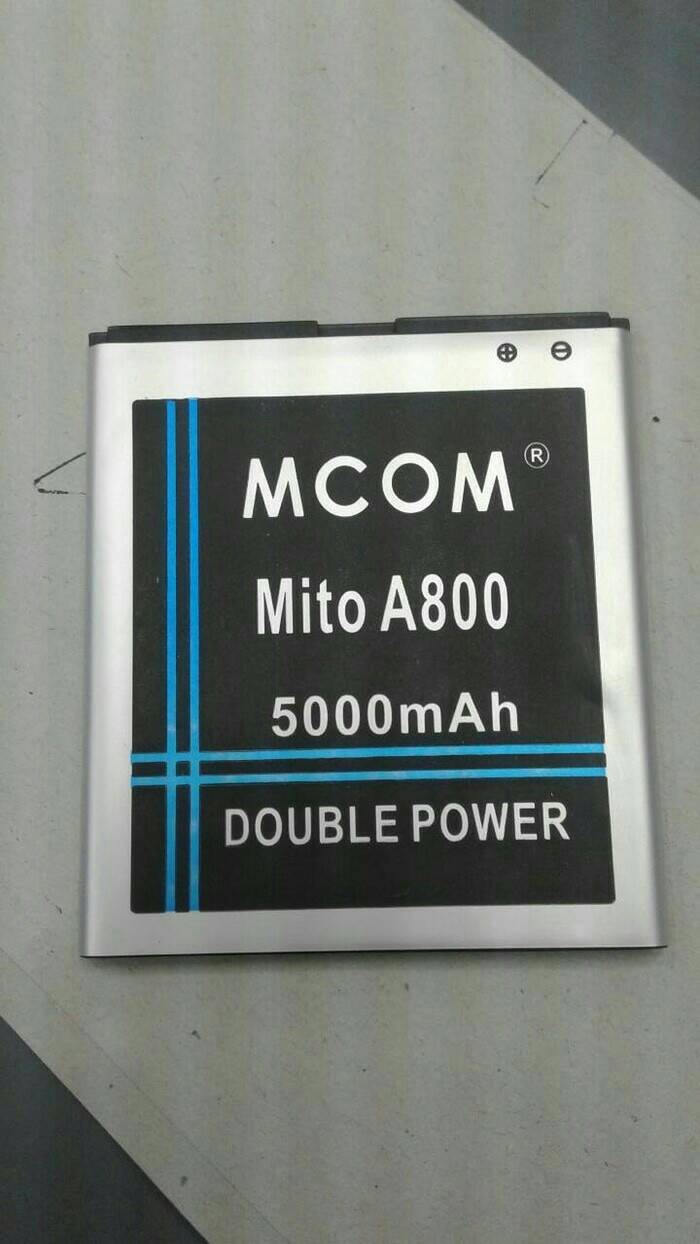 ⊕ ⊖
MCOM®
Mito A800
5000mAh
DOUBLE POWER